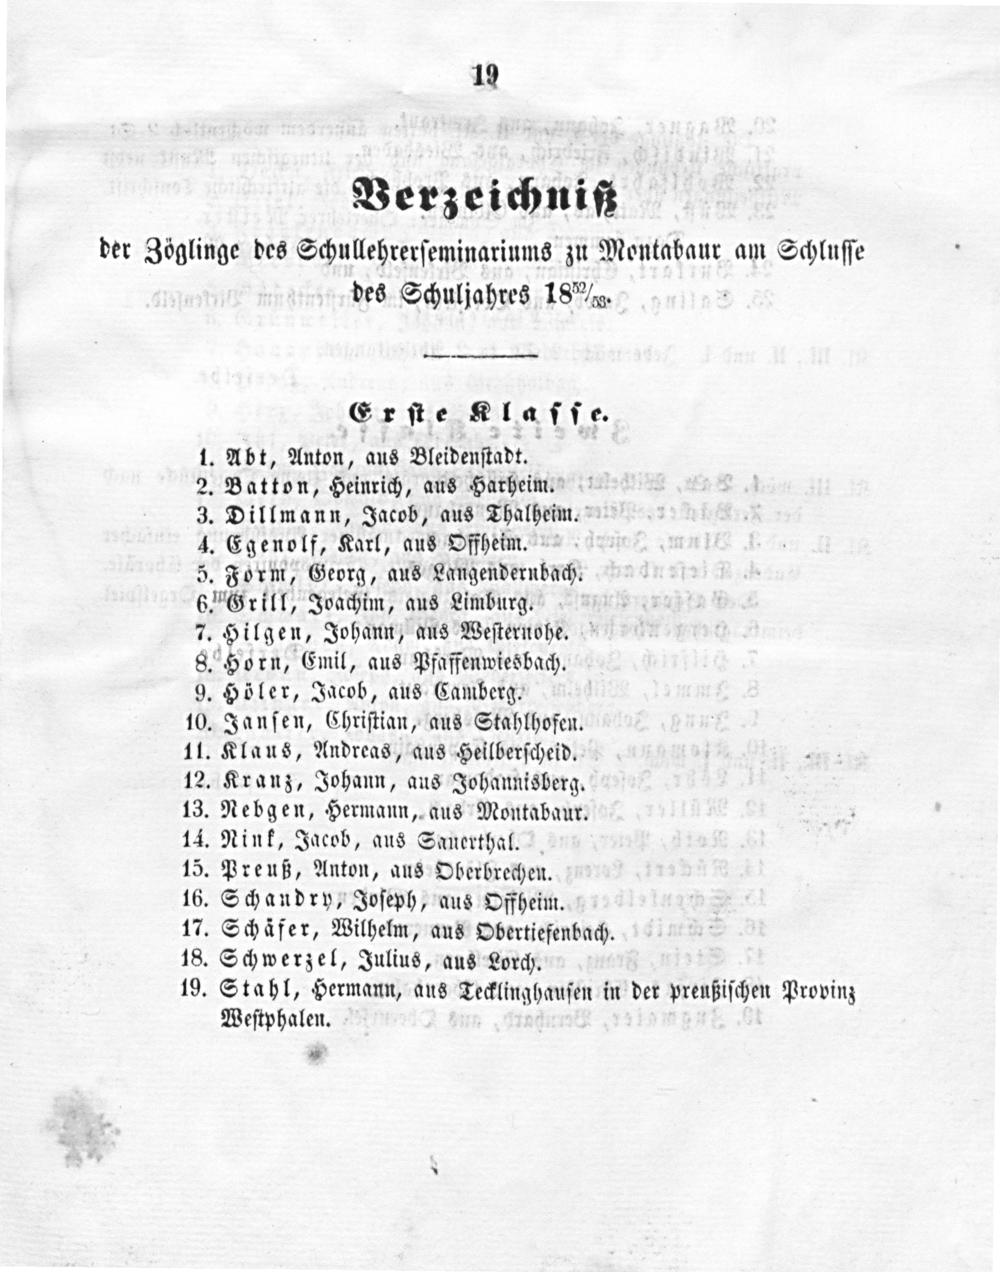 19
Verzeichniß
der Zöglinge des Schullehrerseminariums zu Montabaur am Schlusse
des Schuljahres 18⁵²/₅₃.
Erste Klasse.
1. Abt, Anton, aus Bleidenstadt.
2. Batton, Heinrich, aus Harheim.
3. Dillmann, Jacob, aus Thalheim.
4. Egenolf, Karl, aus Offheim.
5. Form, Georg, aus Langendernbach.
6. Grill, Joachim, aus Limburg.
7. Hilgen, Johann, aus Westernohe.
8. Horn, Emil, aus Pfaffenwiesbach.
9. Höler, Jacob, aus Camberg.
10. Jansen, Christian, aus Stahlhofen.
11. Klaus, Andreas, aus Heilberscheid.
12. Kranz, Johann, aus Johannisberg.
13. Nebgen, Hermann, aus Montabaur.
14. Nink, Jacob, aus Sauerthal.
15. Preuß, Anton, aus Oberbrechen.
16. Schandry, Joseph, aus Offheim.
17. Schäfer, Wilhelm, aus Obertiefenbach.
18. Schwerzel, Julius, aus Lorch.
19. Stahl, Hermann, aus Tecklinghausen in der preußischen Provinz
Westphalen.